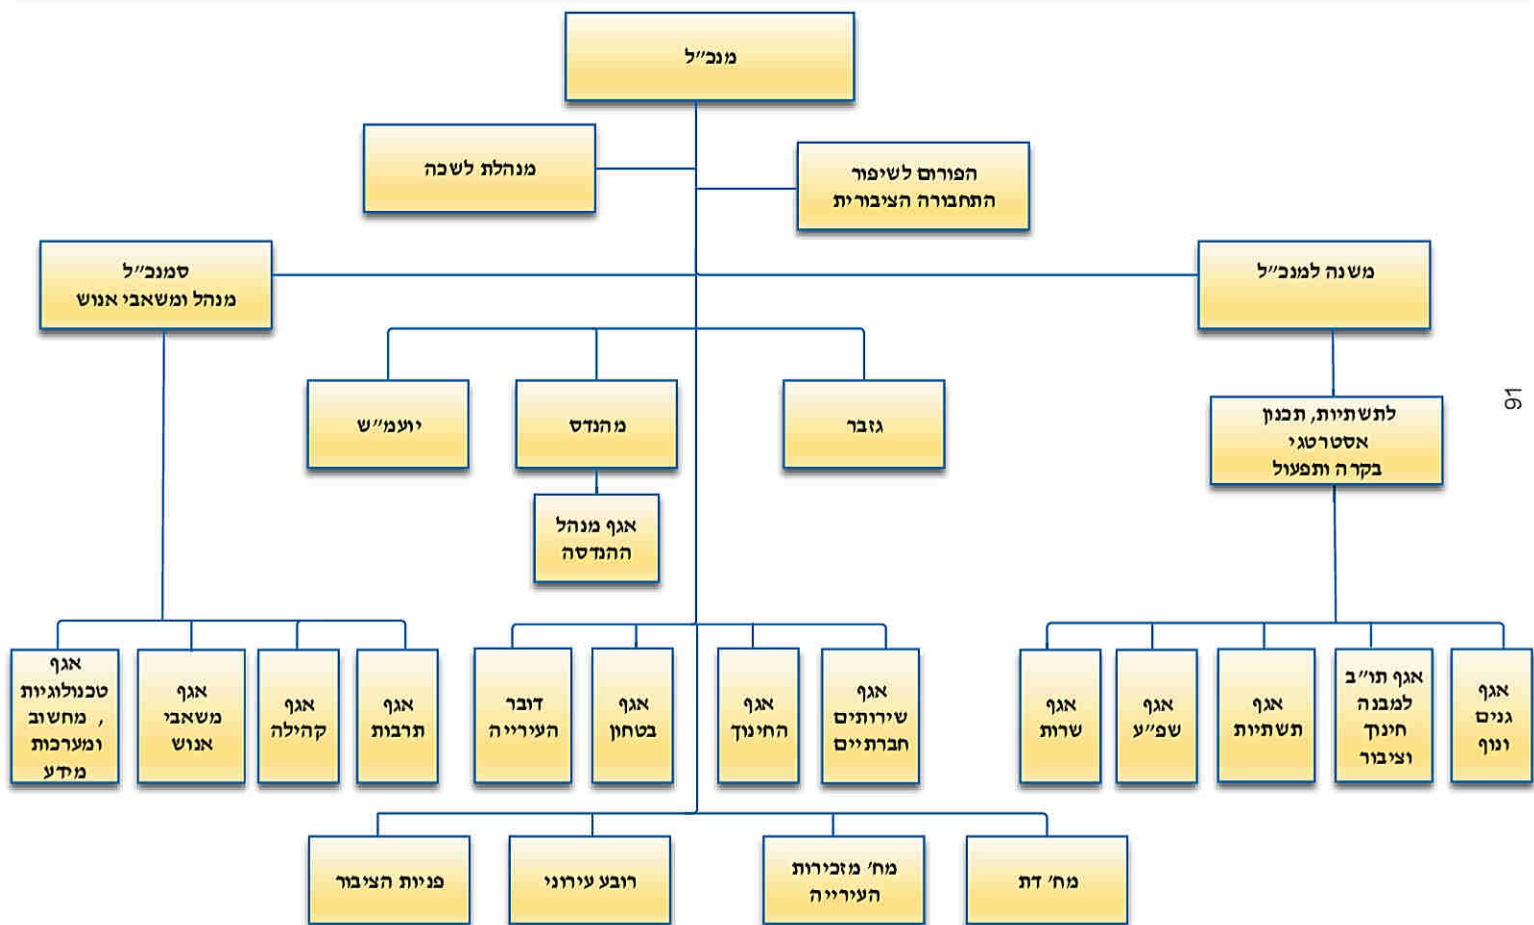 מנכ״ל
הפורום לשיפור
התחבורה הציבורית
מנהלת לשכה
משנה למנכ״ל
סמנכ״ל
מנהל ומשאבי אנוש
לתשתיות, תכנון
אסטרטגי
בקרה ותפעול
גזבר
מהנדס
יועמ״ש
אגף מנהל
ההנדסה
אגף
גנים
ונוף
אגף תו״ב
למבנה
חינוך
וציבור
אגף
תשתיות
אגף
שפ״ע
אגף
שרות
אגף
שירותים
חברתיים
אגף
החינוך
אגף
בטחון
דובר
העירייה
אגף
תרבות
אגף
קהילה
אגף
משאבי
אנוש
אגף
טכנולוגיות
, מחשוב
ומערכות
מידע
מח׳ דת
מח׳ מזכירות
העירייה
רובע עירוני
פניות הציבור
91